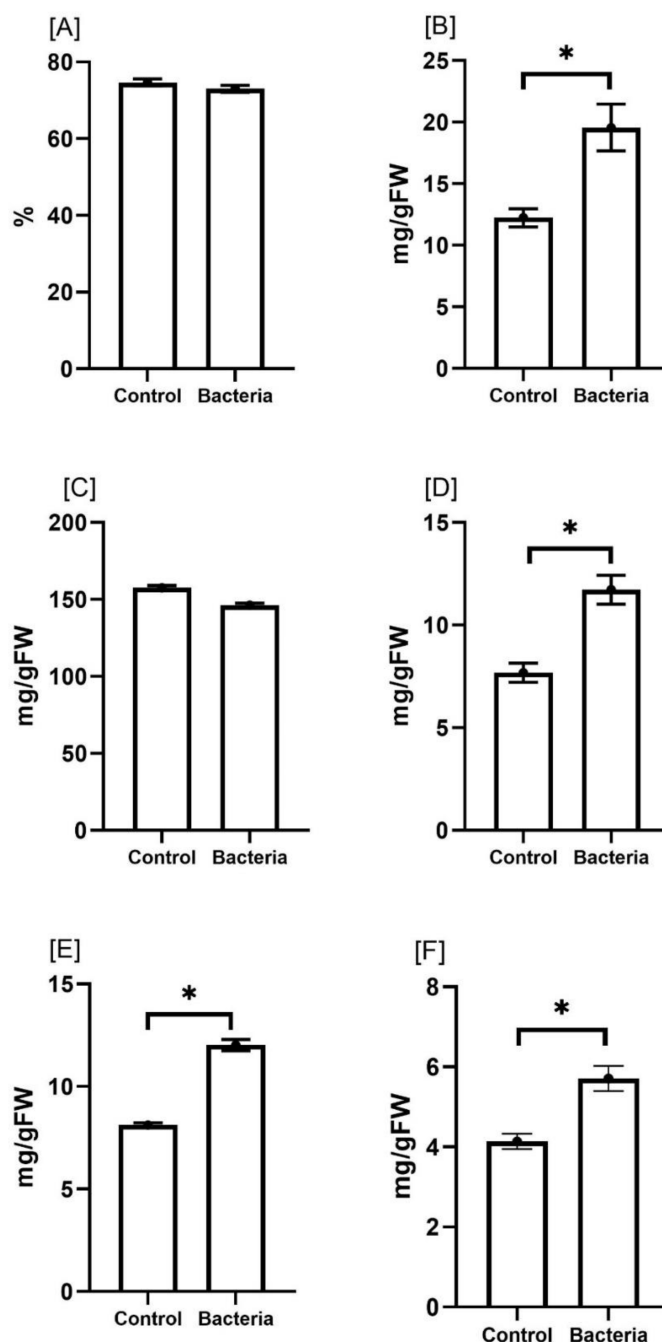 [A]
80
60
40
20
0
%
Control Bacteria
[B]
*
25
20
15
10
5
0
mg/gFW
Control Bacteria
[C]
200
150
100
50
0
mg/gFW
Control Bacteria
[D]
*
15
10
5
0
mg/gFW
Control Bacteria
[E]
*
15
10
5
0
mg/gFW
Control Bacteria
[F]
*
8
6
4
2
0
mg/gFW
Control Bacteria